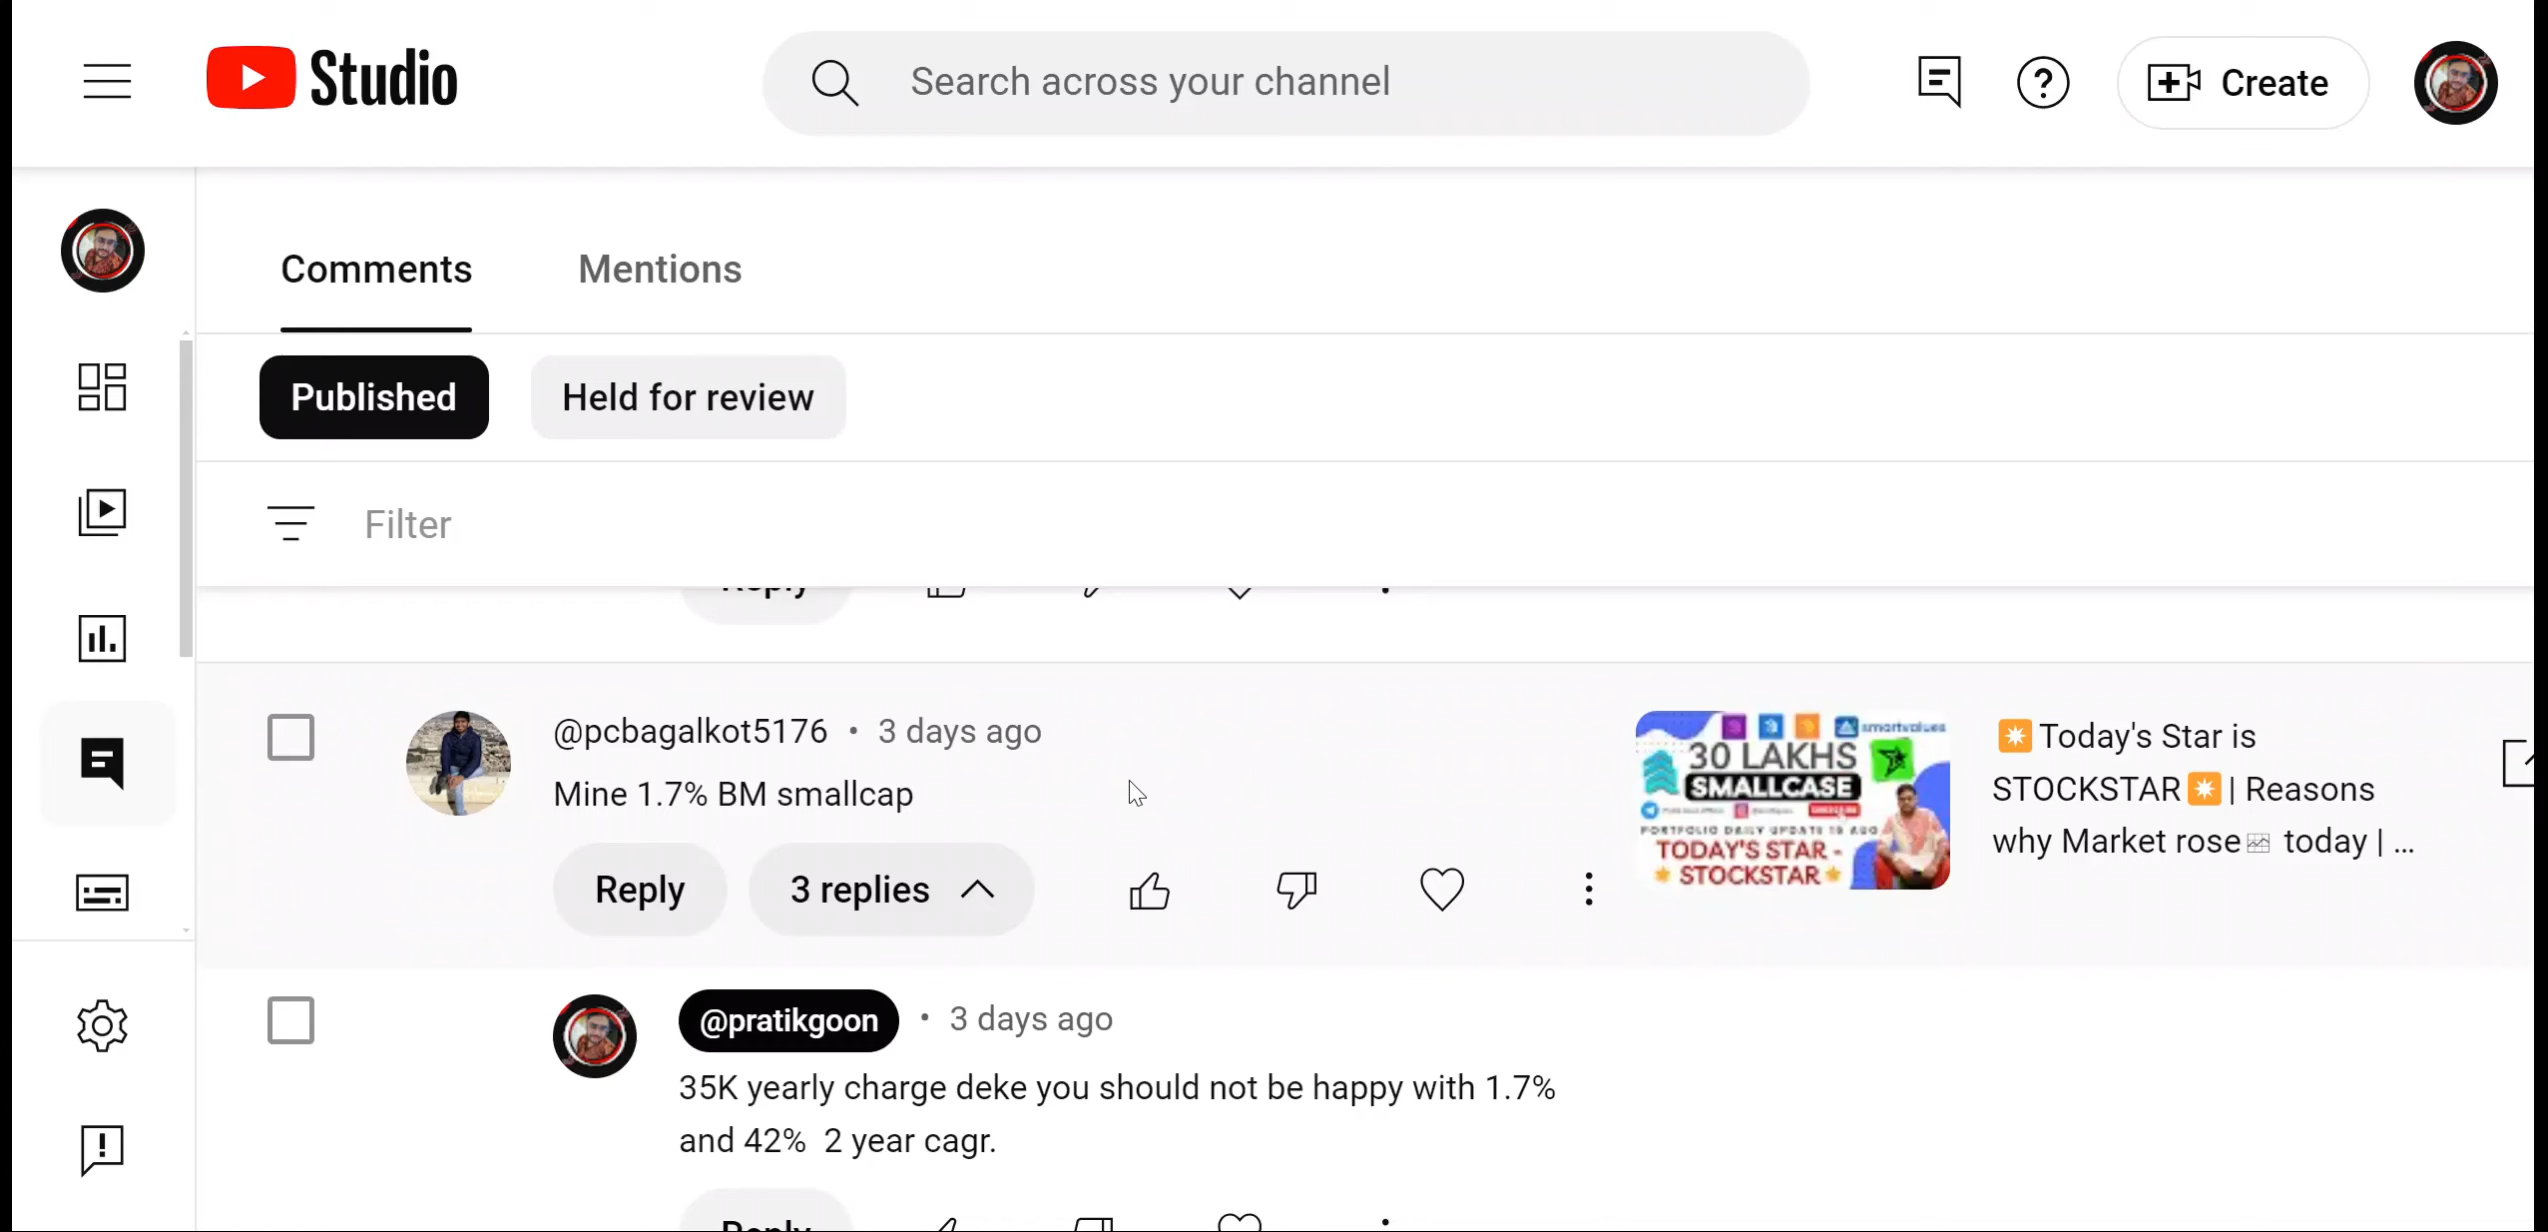 Studio
Search across your channel
Create
Comments
Mentions
Published
Held for review
Filter
Reply
@pcbagalkot5176 • 3 days ago
Mine 1.7% BM smallcap
Reply
3 replies
smartvalues
30 LAKHS
SMALLCASE
PORTFOLIO DAILY UPDATE
TODAY'S STAR -
STOCKSTAR
💥Today's Star is
STOCKSTAR💥| Reasons
why Market rose📈 today | ...
@pratikgoon • 3 days ago
35K yearly charge deke you should not be happy with 1.7%
and 42% 2 year cagr.
Reply